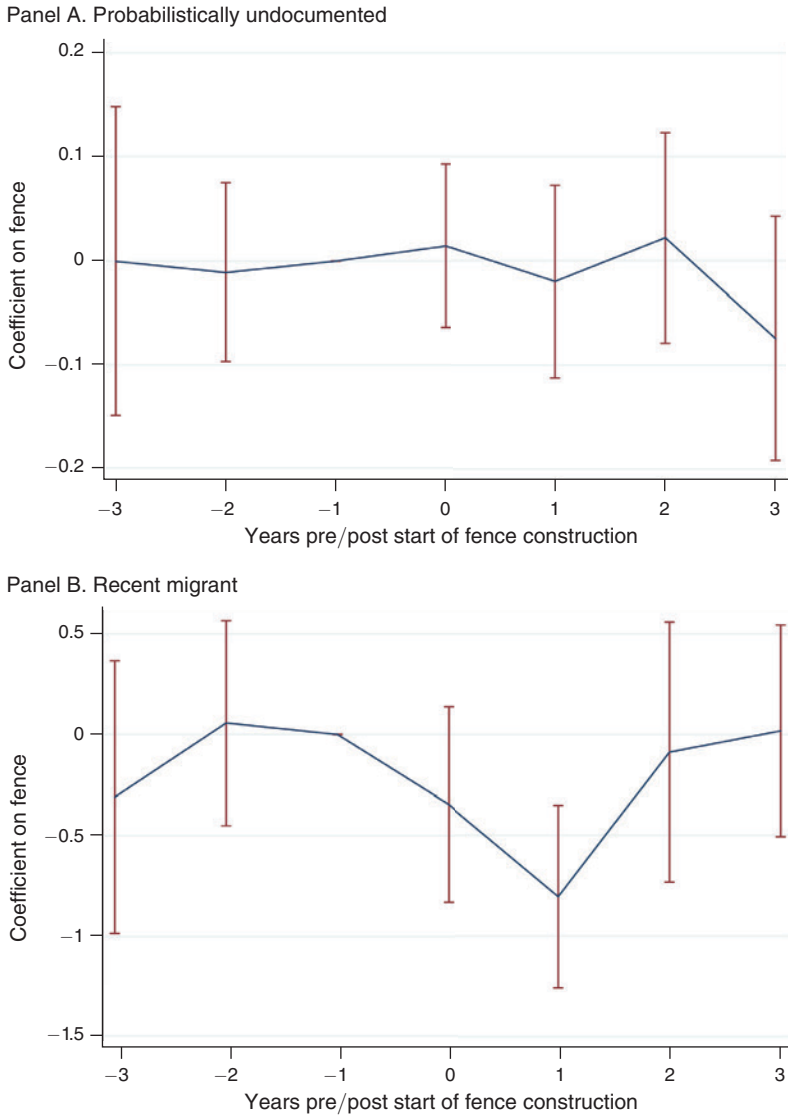 Panel A. Probabilistically undocumented
0.2
0.1
0
−0.1
−0.2
Coefficient on fence
−3 −2 −1 0 1 2 3
Years pre/post start of fence construction
Panel B. Recent migrant
0.5
0
−0.5
−1
−1.5
Coefficient on fence
−3 −2 −1 0 1 2 3
Years pre/post start of fence construction